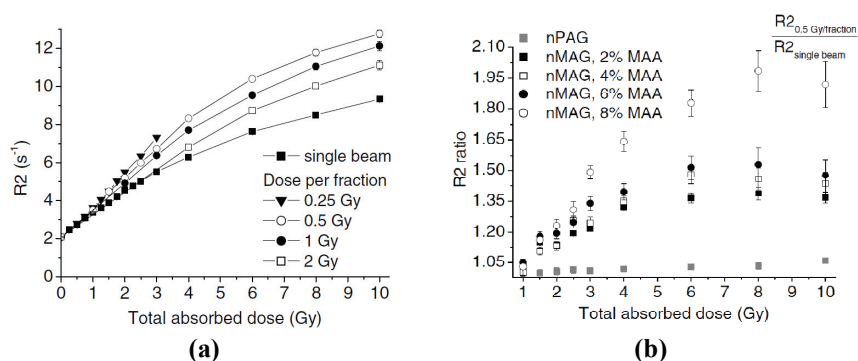 (a)
R2 (s⁻¹)
12
10
8
6
4
2
0
0 1 2 3 4 5 6 7 8 9 10
Total absorbed dose (Gy)
single beam
Dose per fraction
0.25 Gy
0.5 Gy
1 Gy
2 Gy
(a)
(b)
R2 0.5 Gy/fraction
R2 single beam
R2 ratio
2.10
1.95
1.80
1.65
1.50
1.35
1.20
1.05
nPAG
nMAG, 2% MAA
nMAG, 4% MAA
nMAG, 6% MAA
nMAG, 8% MAA
1 2 3 4 5 6 7 8 9 10
Total absorbed dose (Gy)
(b)